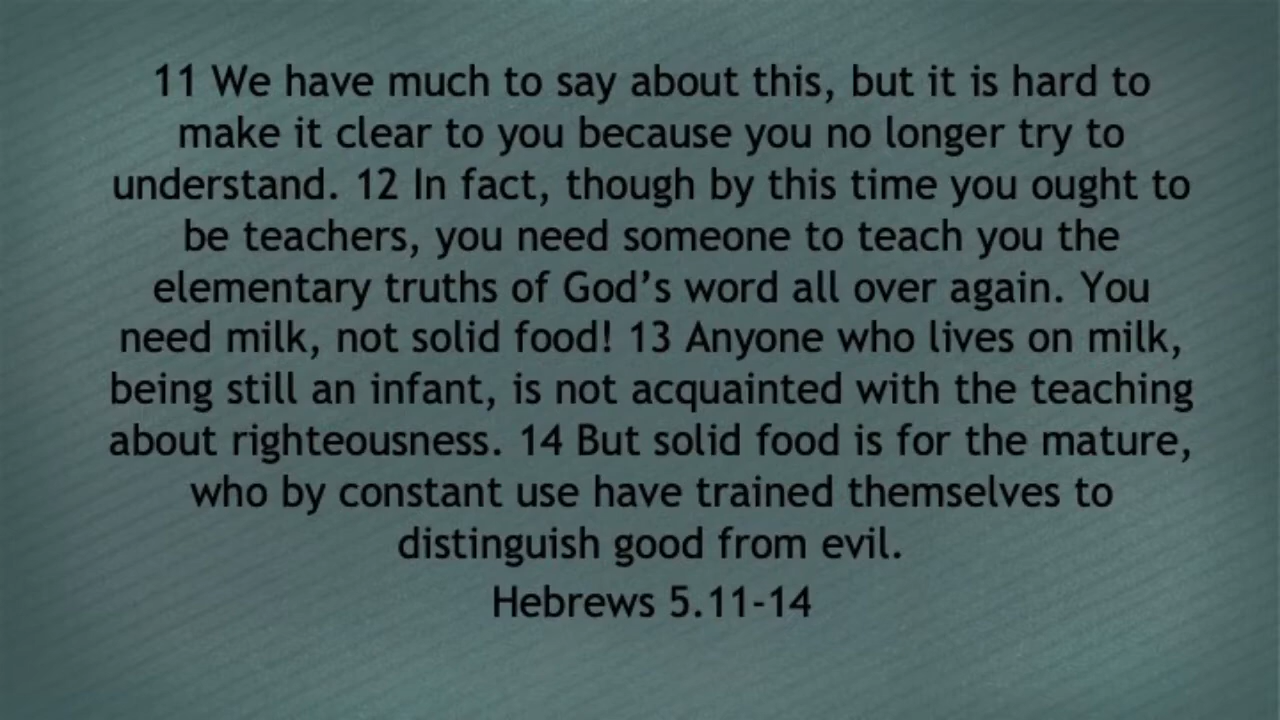 11 We have much to say about this, but it is hard to
make it clear to you because you no longer try to
understand. 12 In fact, though by this time you ought to
be teachers, you need someone to teach you the
elementary truths of God’s word all over again. You
need milk, not solid food! 13 Anyone who lives on milk,
being still an infant, is not acquainted with the teaching
about righteousness. 14 But solid food is for the mature,
who by constant use have trained themselves to
distinguish good from evil.
Hebrews 5.11-14